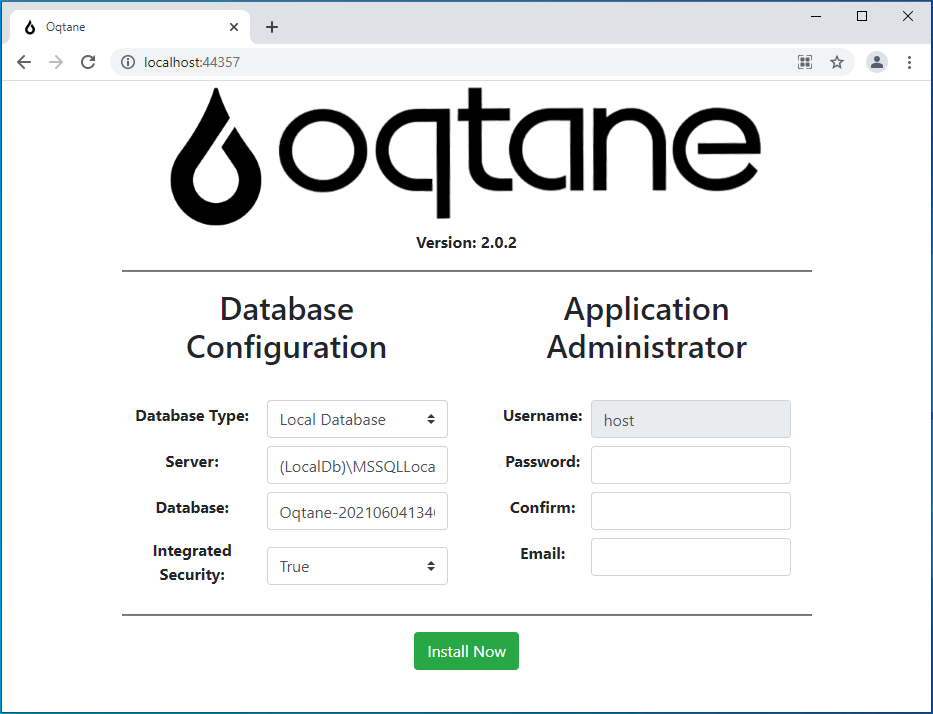 Oqtane
localhost:44357
oqtane
Version: 2.0.2
Database
Configuration
Database Type:
Local Database
Server:
(LocalDb)\MSSQLLoca
Database:
Oqtane-20210604134
Integrated
Security:
True
Application
Administrator
Username:
host
Password:
Confirm:
Email:
Install Now